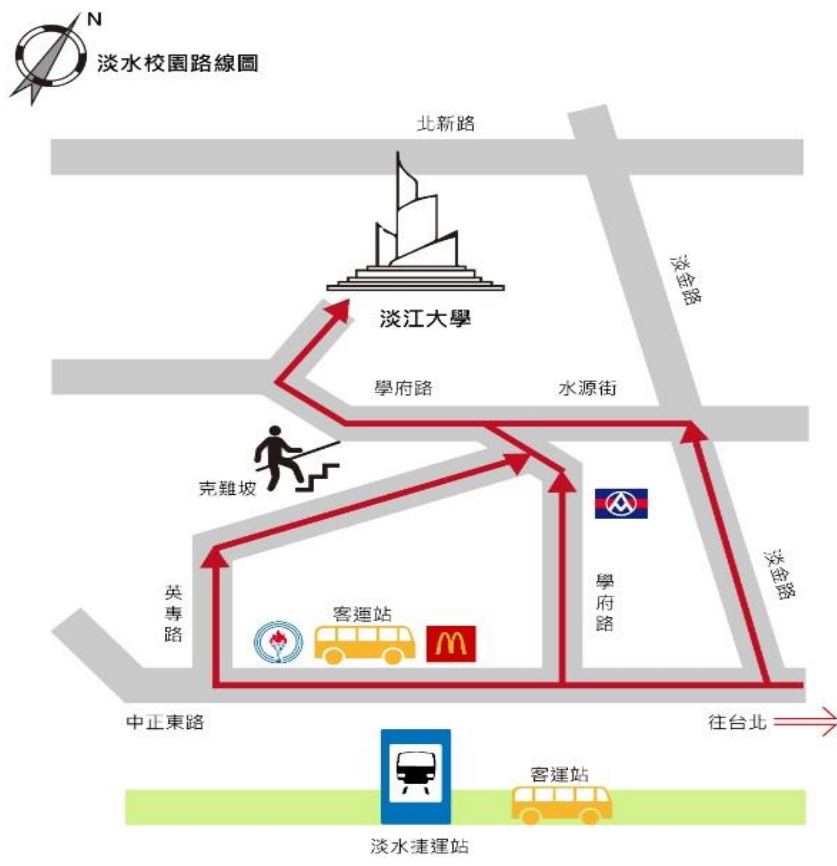 N
淡水校園路線圖
北新路
淡金路
淡江大學
學府路
水源街
克難坡
英專路
客運站
學府路
淡金路
中正東路
往台北
客運站
淡水捷運站